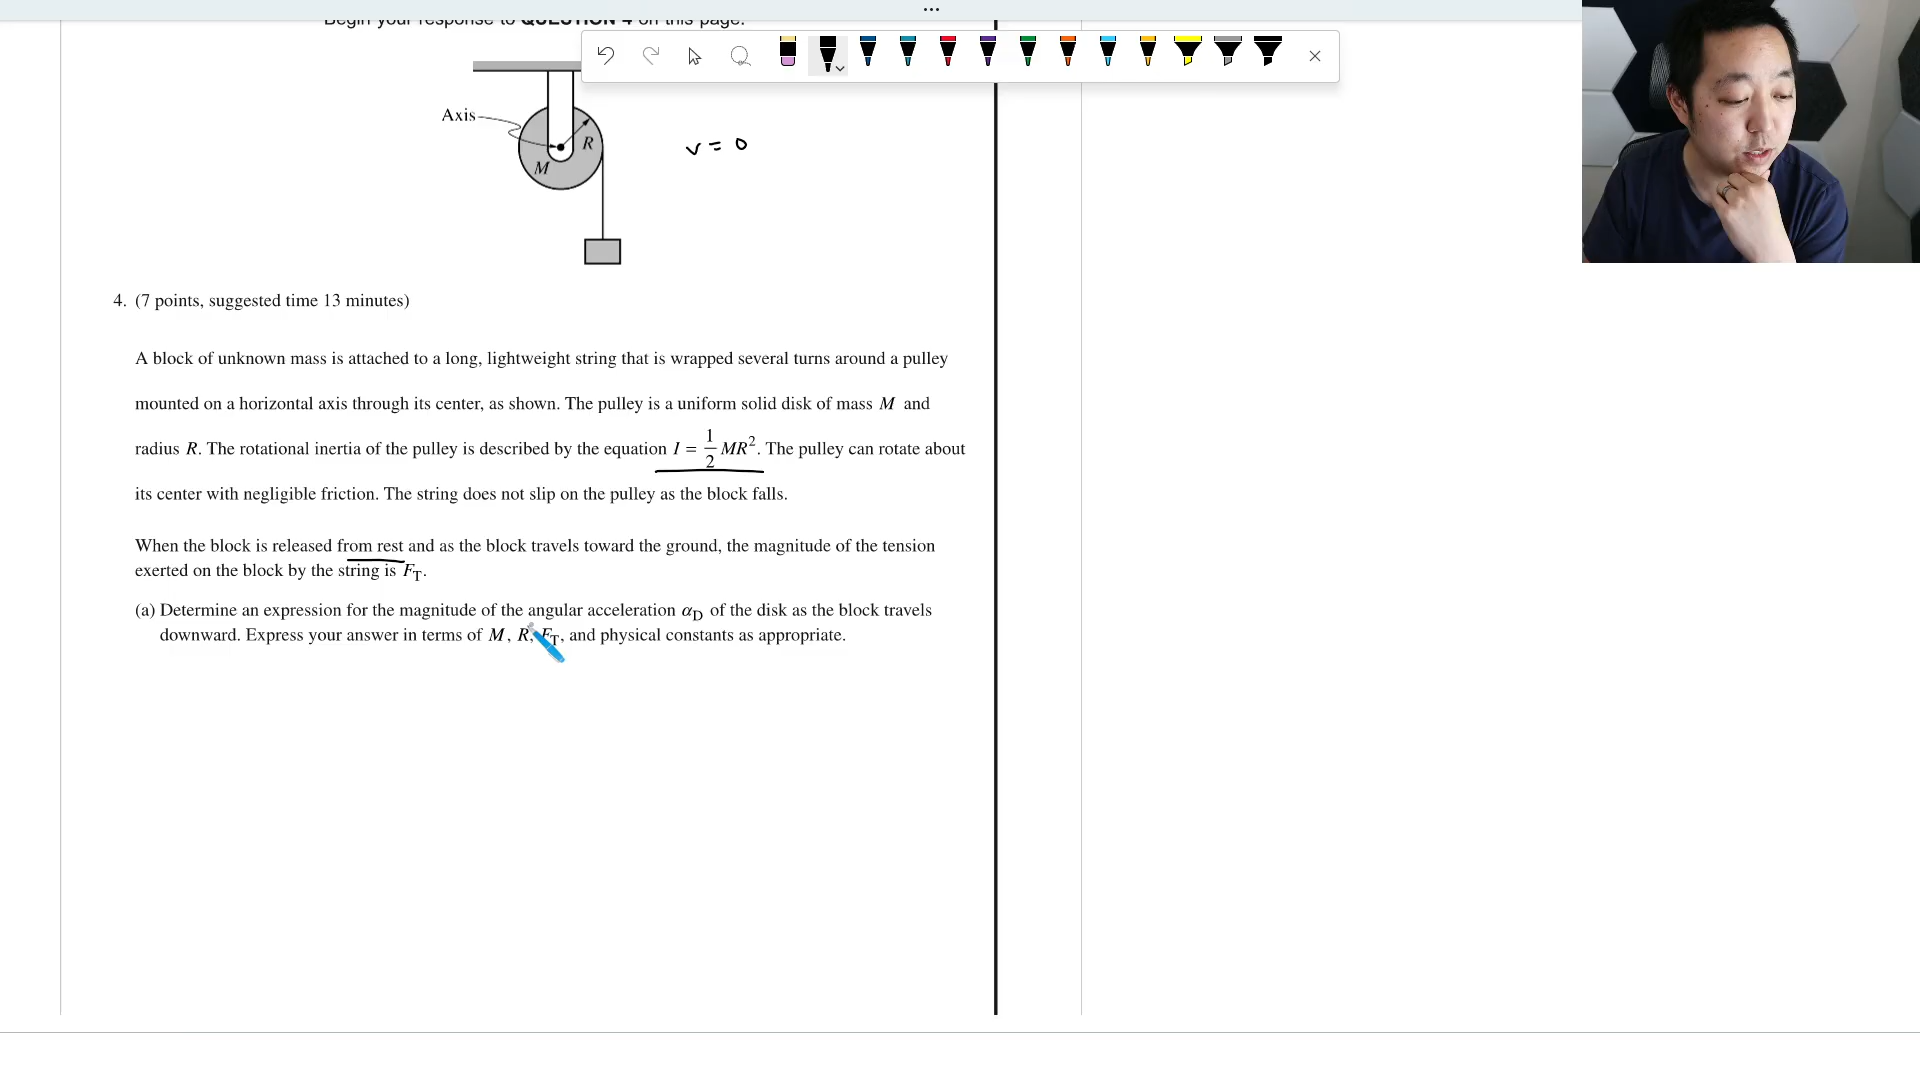 Begin your response to QUESTION 4 on this page.
Axis
R
M
v = 0
4. (7 points, suggested time 13 minutes)
A block of unknown mass is attached to a long, lightweight string that is wrapped several turns around a pulley
mounted on a horizontal axis through its center, as shown. The pulley is a uniform solid disk of mass M and
radius R. The rotational inertia of the pulley is described by the equation I = 1/2 MR². The pulley can rotate about
its center with negligible friction. The string does not slip on the pulley as the block falls.
When the block is released from rest and as the block travels toward the ground, the magnitude of the tension
exerted on the block by the string is F_T.
(a) Determine an expression for the magnitude of the angular acceleration α_D of the disk as the block travels
downward. Express your answer in terms of M, R, F_T, and physical constants as appropriate.